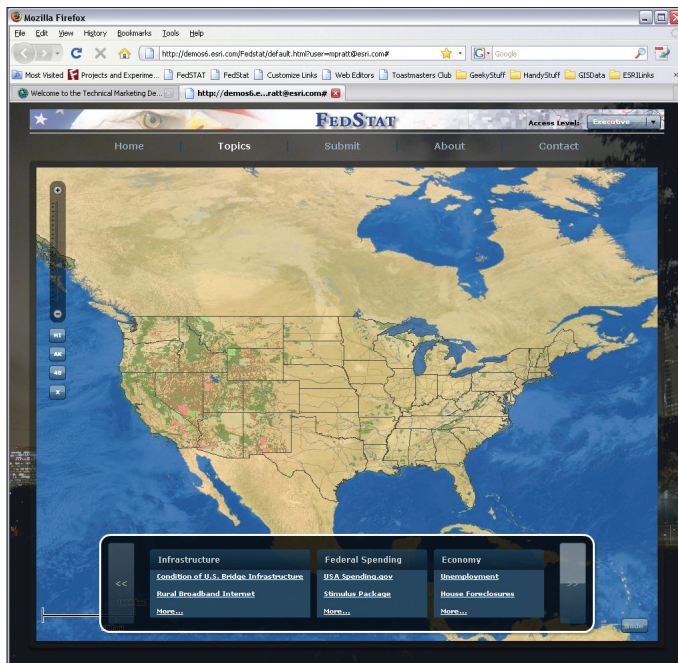 Mozilla Firefox
File Edit View History Bookmarks Tools Help
http://demos6.esri.com/Fedstat/default.html?user=mpratt@esri.com#
Google
Most Visited Projects and Experime... FedSTAT FedStat Customize Links Web Editors Toastmasters Club GeekyStuff HandyStuff GISData ESRILinks »
Welcome to the Technical Marketing De... http://demos6.e...ratt@esri.com#
FEDSTAT
Access Level: Executive
Home Topics Submit About Contact
HI
AK
48
X
Infrastructure Federal Spending Economy
<< Condition of U.S. Bridge Infrastructure USA Spending.gov Unemployment >>
Rural Broadband Internet Stimulus Package House Foreclosures
More... More... More...